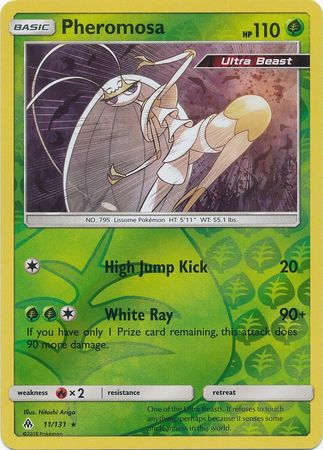 BASIC Pheromosa HP 110
Ultra Beast
NO. 795 Lissome Pokémon HT: 5'11" WT: 55.1 lbs.
High Jump Kick 20
White Ray 90+
If you have only 1 Prize card remaining, this attack does
90 more damage.
weakness ×2 resistance retreat
Illus. Hitoshi Ariga
11/131
©2018 Pokémon
One of the Ultra Beasts. It refuses to touch
anything, perhaps because it senses some
uncleanness in this world.